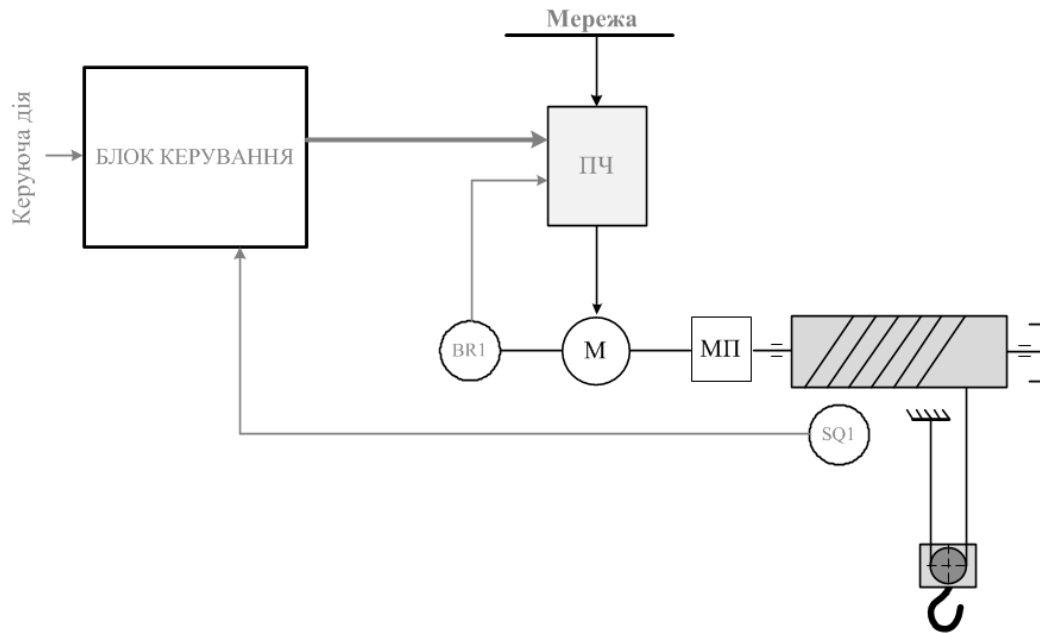 Мережа
Керуюча дія
БЛОК КЕРУВАННЯ
ПЧ
BR1
М
МП
SQ1